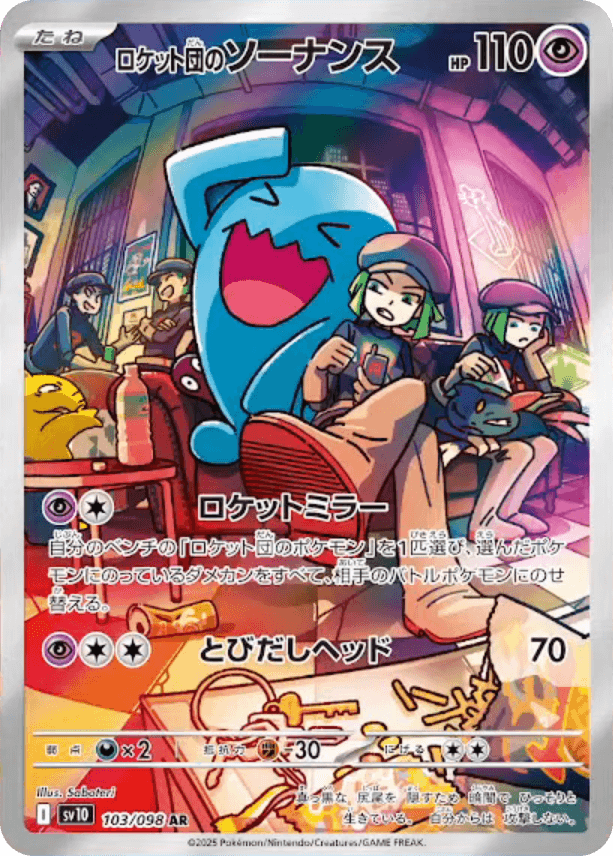 たね
ロケット団のソーナンス HP 110
ロケットミラー
自分のベンチの「ロケット団のポケモン」を1匹選び、選んだポケ
モンにのっているダメカンをすべて、相手のバトルポケモンにのせ
替える。
とびだしヘッド 70
弱点 ×2 抵抗力 -30 にげる
Illus. Saboteri
I sv10 103/098 AR
真っ黒な 尻尾を 隠すため 暗闇で ひっそりと
生きている。 自分からは 攻撃しない。
©2025 Pokémon/Nintendo/Creatures/GAME FREAK.